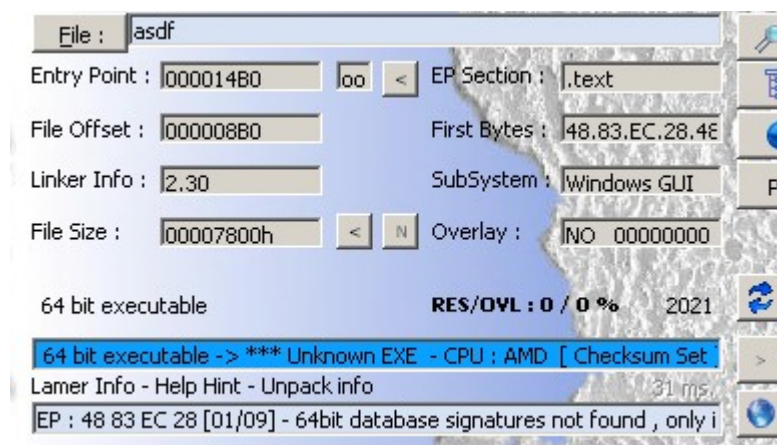 File : asdf
Entry Point : 000014B0 oo < EP Section : .text
File Offset : 000008B0 First Bytes : 48.83.EC.28.48
Linker Info : 2.30 SubSystem : Windows GUI P
File Size : 00007800h < N Overlay : NO 00000000
64 bit executable RES/OVL : 0 / 0 % 2021
64 bit executable -> *** Unknown EXE - CPU : AMD [ Checksum Set ]
>
Lamer Info - Help Hint - Unpack info 31 ms.
EP : 48 83 EC 28 [01/09] - 64bit database signatures not found , only i